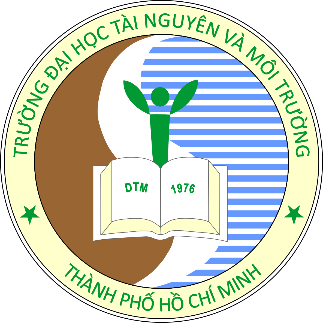 TRƯỜNG ĐẠI HỌC TÀI NGUYÊN VÀ MÔI TRƯỜNG
DTM 1976
THÀNH PHỐ HỒ CHÍ MINH